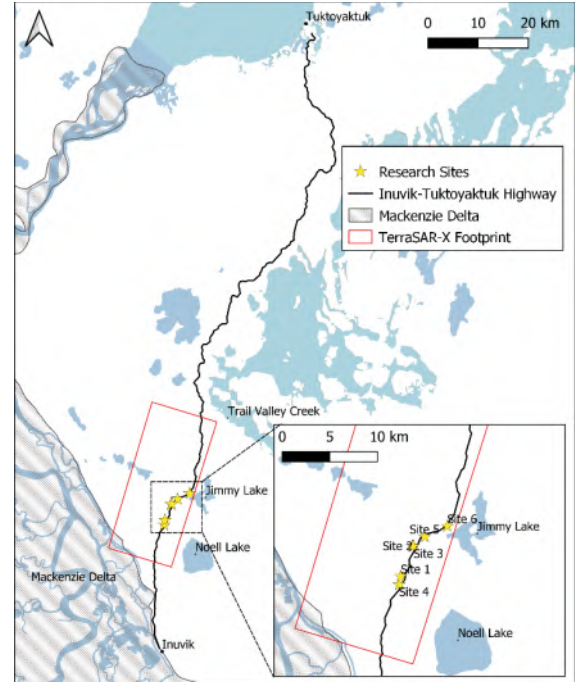 Tuktoyaktuk
0 10 20 km
Research Sites
Inuvik-Tuktoyaktuk Highway
Mackenzie Delta
TerraSAR-X Footprint
Trail Valley Creek
Jimmy Lake
Noell Lake
Mackenzie Delta
Inuvik
0 5 10 km
Site 6
Site 5
Jimmy Lake
Site 2
Site 3
Site 1
Site 4
Noell Lake